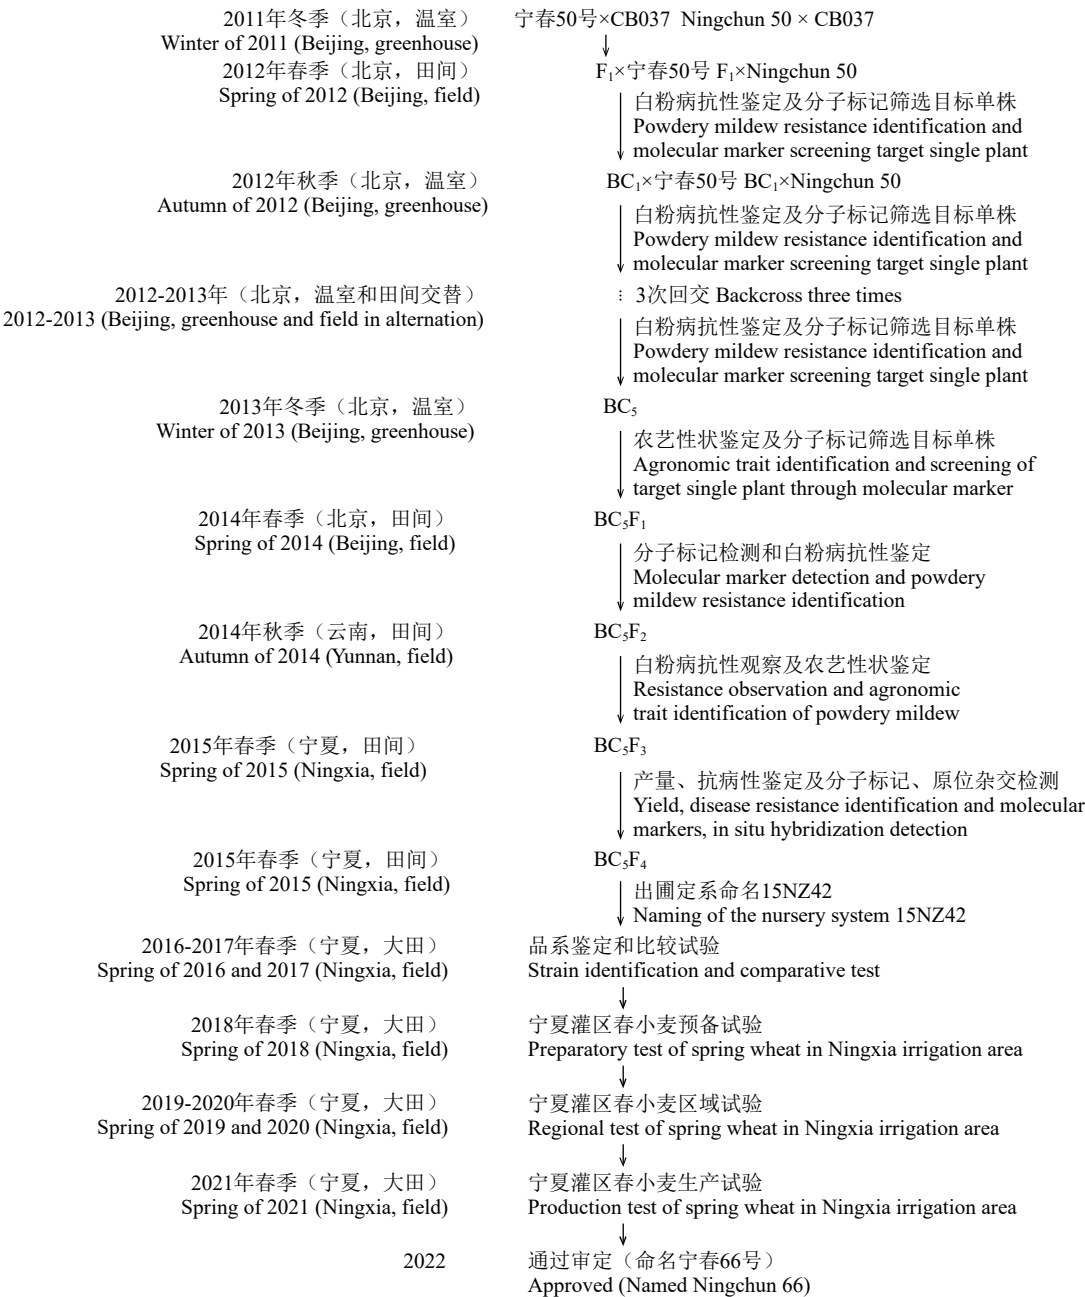 2011年冬季（北京，温室） 宁春50号×CB037 Ningchun 50 × CB037
Winter of 2011 (Beijing, greenhouse)
2012年春季（北京，田间） F₁×宁春50号 F₁×Ningchun 50
Spring of 2012 (Beijing, field)
白粉病抗性鉴定及分子标记筛选目标单株
Powdery mildew resistance identification and
molecular marker screening target single plant
2012年秋季（北京，温室） BC₁×宁春50号 BC₁×Ningchun 50
Autumn of 2012 (Beijing, greenhouse)
白粉病抗性鉴定及分子标记筛选目标单株
Powdery mildew resistance identification and
molecular marker screening target single plant
2012-2013年（北京，温室和田间交替） 3次回交 Backcross three times
2012-2013 (Beijing, greenhouse and field in alternation)
白粉病抗性鉴定及分子标记筛选目标单株
Powdery mildew resistance identification and
molecular marker screening target single plant
2013年冬季（北京，温室） BC₅
Winter of 2013 (Beijing, greenhouse)
农艺性状鉴定及分子标记筛选目标单株
Agronomic trait identification and screening of
target single plant through molecular marker
2014年春季（北京，田间） BC₅F₁
Spring of 2014 (Beijing, field)
分子标记检测和白粉病抗性鉴定
Molecular marker detection and powdery
mildew resistance identification
2014年秋季（云南，田间） BC₅F₂
Autumn of 2014 (Yunnan, field)
白粉病抗性观察及农艺性状鉴定
Resistance observation and agronomic
trait identification of powdery mildew
2015年春季（宁夏，田间） BC₅F₃
Spring of 2015 (Ningxia, field)
产量、抗病性鉴定及分子标记、原位杂交检测
Yield, disease resistance identification and molecular
markers, in situ hybridization detection
2015年春季（宁夏，田间） BC₅F₄
Spring of 2015 (Ningxia, field)
出圃定系命名15NZ42
Naming of the nursery system 15NZ42
2016-2017年春季（宁夏，大田） 品系鉴定和比较试验
Spring of 2016 and 2017 (Ningxia, field) Strain identification and comparative test
2018年春季（宁夏，大田） 宁夏灌区春小麦预备试验
Spring of 2018 (Ningxia, field) Preparatory test of spring wheat in Ningxia irrigation area
2019-2020年春季（宁夏，大田） 宁夏灌区春小麦区域试验
Spring of 2019 and 2020 (Ningxia, field) Regional test of spring wheat in Ningxia irrigation area
2021年春季（宁夏，大田） 宁夏灌区春小麦生产试验
Spring of 2021 (Ningxia, field) Production test of spring wheat in Ningxia irrigation area
2022 通过审定（命名宁春66号）
Approved (Named Ningchun 66)